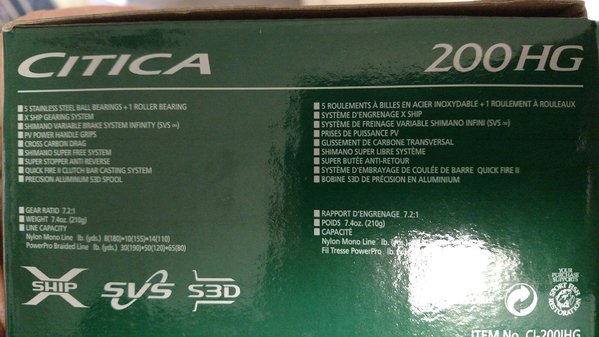 CITICA
200HG
5 STAINLESS STEEL BALL BEARINGS + 1 ROLLER BEARING
X SHIP GEARING SYSTEM
SHIMANO VARIABLE BRAKE SYSTEM INFINITY (SVS ∞)
PV POWER HANDLE GRIPS
CROSS CARBON DRAG
SHIMANO SUPER FREE SYSTEM
SUPER STOPPER ANTI-REVERSE
QUICK FIRE II CLUTCH BAR CASTING SYSTEM
PRECISION ALUMINUM S3D SPOOL
GEAR RATIO 7.2:1
WEIGHT 7.4oz. (210g)
LINE CAPACITY
Nylon Mono Line lb. (yds.) 8(180)•10(155)•14(110)
PowerPro Braided Line lb. (yds.) 30(190)•50(120)•65(80)
5 ROULEMENTS À BILLES EN ACIER INOXYDABLE + 1 ROULEMENT À ROULEAUX
SYSTÈME D'ENGRENAGE X SHIP
SYSTÈME DE FREINAGE VARIABLE SHIMANO INFINI (SVS ∞)
PRISES DE PUISSANCE PV
GLISSEMENT DE CARBONE TRANSVERSAL
SHIMANO SUPER LIBRE SYSTÈME
SUPER BUTÉE ANTI-RETOUR
SYSTÈME D'EMBRAYAGE DE COULÉE DE BARRE QUICK FIRE II
BOBINE S3D DE PRÉCISION EN ALUMINIUM
RAPPORT D'ENGRENAGE 7.2:1
POIDS 7.4oz. (210g)
CAPACITÉ
Nylon Mono Line lb. (yds.)
Fil Tresse PowerPro lb. (yds.)
X SHIP
SVS
S3D
YOUR PURCHASE SUPPORTS
SPORT FISH RESTORATION
ITEM No. CI-200IHG